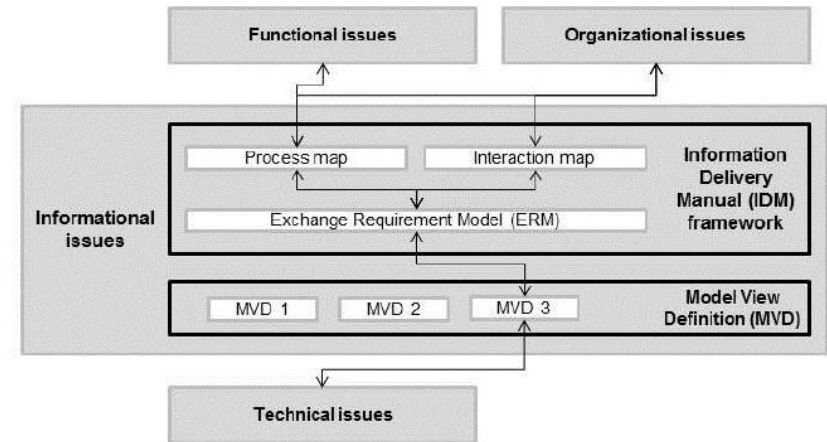 Functional issues
Organizational issues
Process map
Interaction map
Information
Delivery
Manual (IDM)
framework
Informational
issues
Exchange Requirement Model (ERM)
MVD 1
MVD 2
MVD 3
Model View
Definition (MVD)
Technical issues